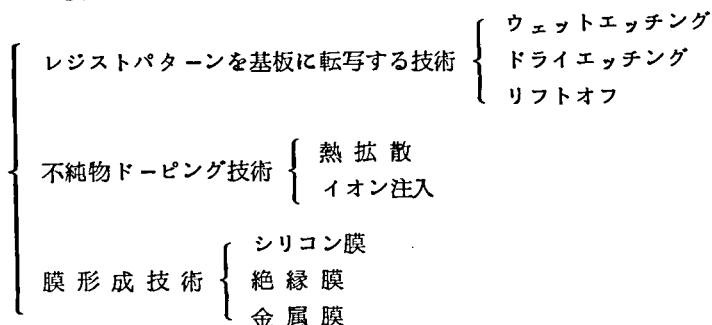 レジストパターンを基板に転写する技術
ウェットエッチング
ドライエッチング
リフトオフ
不純物ドーピング技術
熱拡散
イオン注入
膜形成技術
シリコン膜
絶縁膜
金属膜